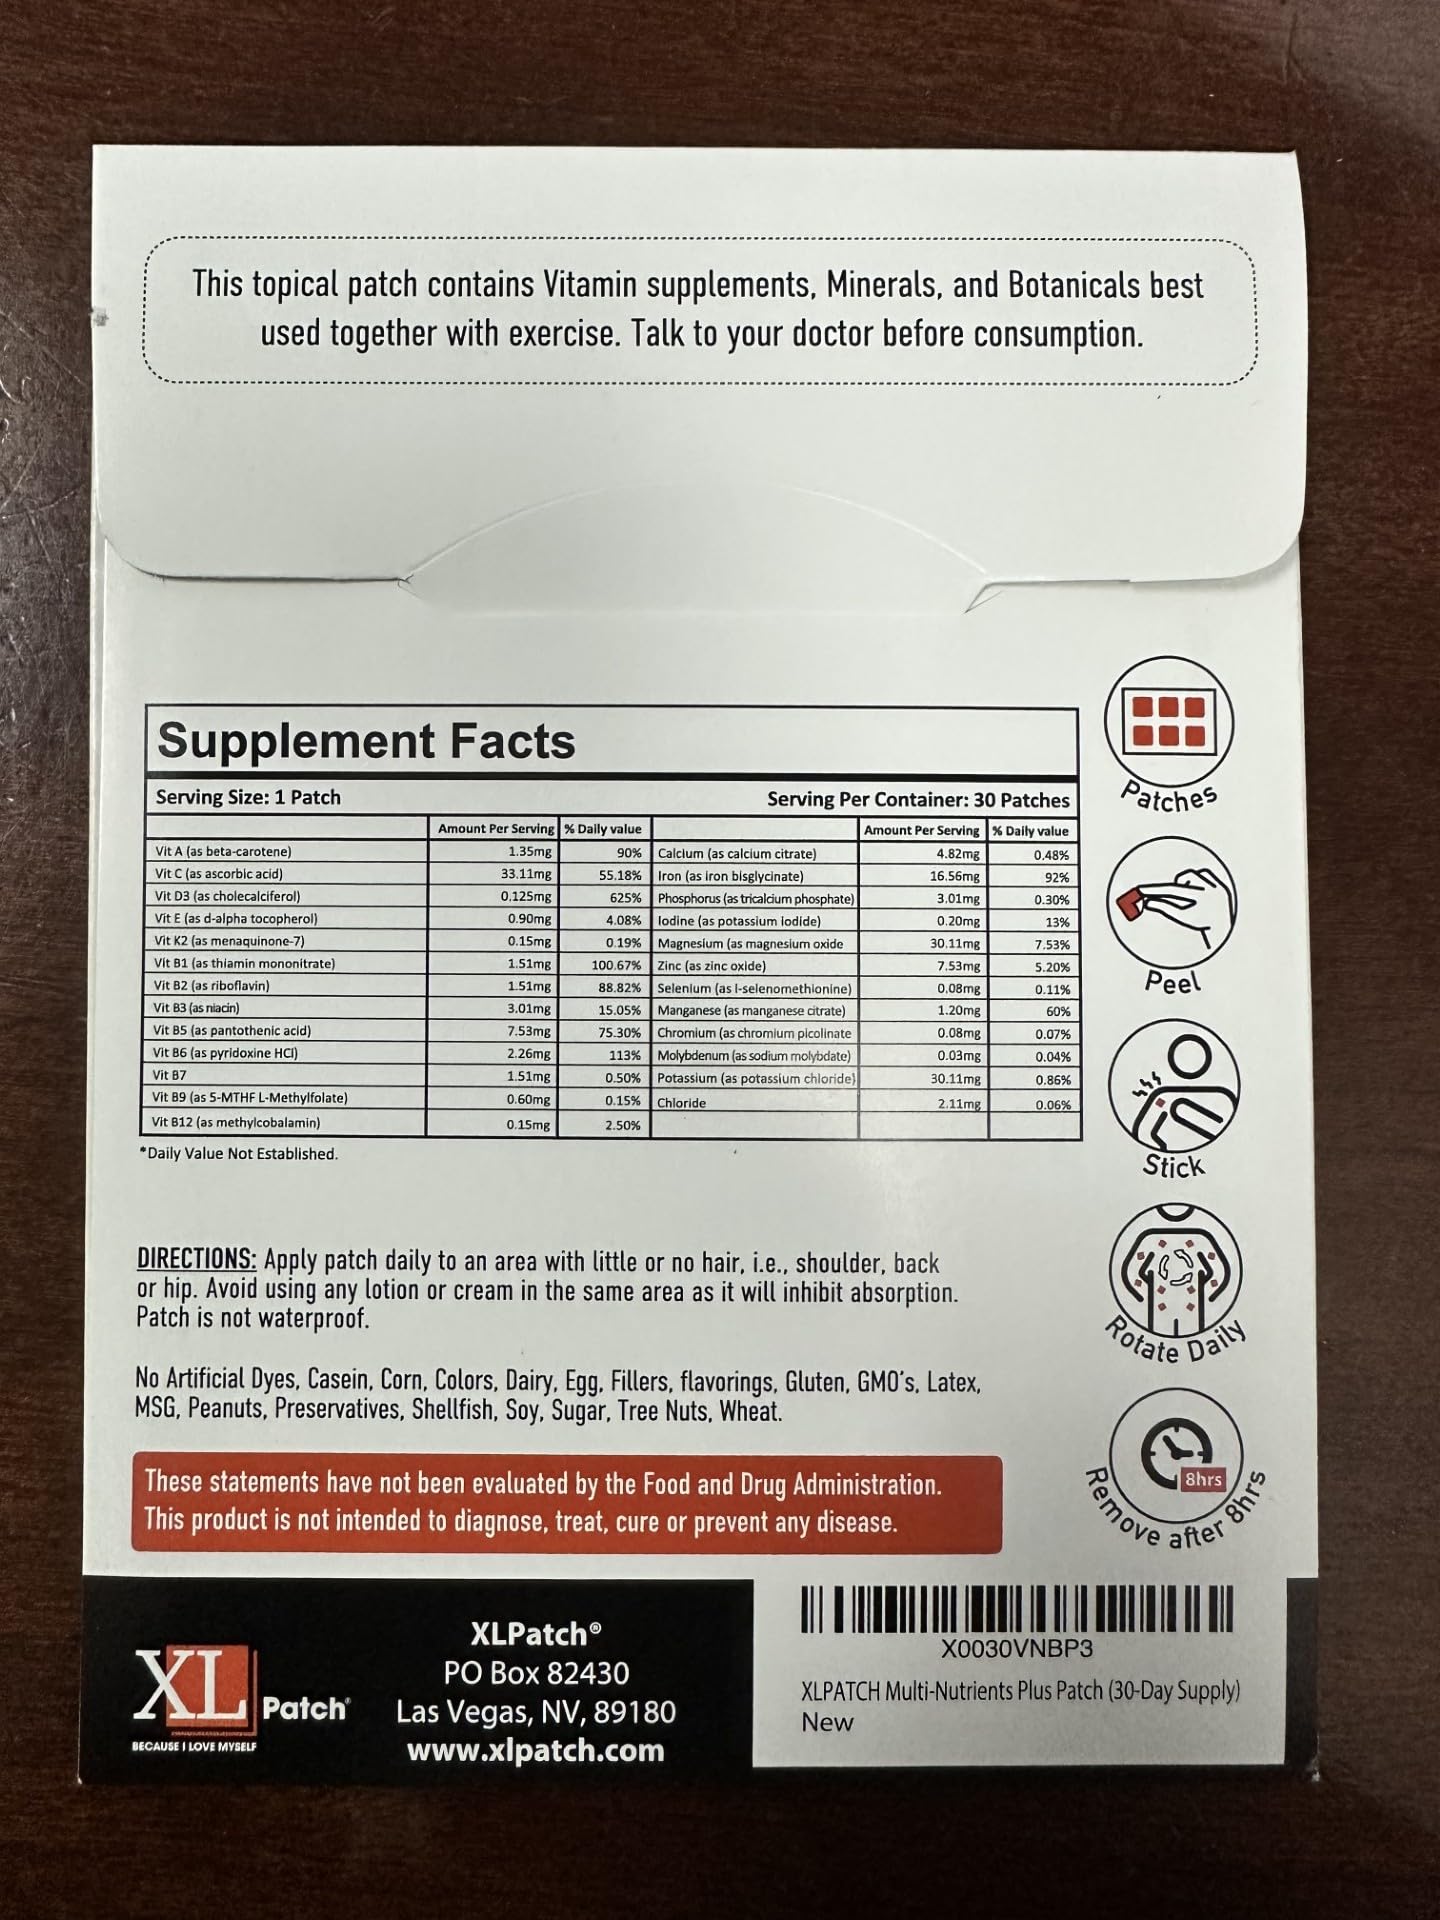 This topical patch contains Vitamin supplements, Minerals, and Botanicals best
used together with exercise. Talk to your doctor before consumption.
Supplement Facts
Serving Size: 1 Patch Serving Per Container: 30 Patches
Amount Per Serving % Daily value Amount Per Serving % Daily value
Vit A (as beta-carotene) 1.35mg 90% Calcium (as calcium citrate) 4.82mg 0.48%
Vit C (as ascorbic acid) 33.11mg 55.18% Iron (as iron bisglycinate) 16.56mg 92%
Vit D3 (as cholecalciferol) 0.125mg 625% Phosphorus (as tricalcium phosphate) 3.01mg 0.30%
Vit E (as d-alpha tocopherol) 0.90mg 4.08% Iodine (as potassium iodide) 0.20mg 13%
Vit K2 (as menaquinone-7) 0.15mg 0.19% Magnesium (as magnesium oxide 30.11mg 7.53%
Vit B1 (as thiamin mononitrate) 1.51mg 100.67% Zinc (as zinc oxide) 7.53mg 5.20%
Vit B2 (as riboflavin) 1.51mg 88.82% Selenium (as l-selenomethionine) 0.08mg 0.11%
Vit B3 (as niacin) 3.01mg 15.05% Manganese (as manganese citrate) 1.20mg 60%
Vit B5 (as pantothenic acid) 7.53mg 75.30% Chromium (as chromium picolinate 0.08mg 0.07%
Vit B6 (as pyridoxine HCl) 2.26mg 113% Molybdenum (as sodium molybdate) 0.03mg 0.04%
Vit B7 1.51mg 0.50% Potassium (as potassium chloride) 30.11mg 0.86%
Vit B9 (as 5-MTHF L-Methylfolate) 0.60mg 0.15% Chloride 2.11mg 0.06%
Vit B12 (as methylcobalamin) 0.15mg 2.50%
*Daily Value Not Established.
Patches
Peel
Stick
Rotate Daily
8hrs
Remove after 8hrs
DIRECTIONS: Apply patch daily to an area with little or no hair, i.e., shoulder, back
or hip. Avoid using any lotion or cream in the same area as it will inhibit absorption.
Patch is not waterproof.
No Artificial Dyes, Casein, Corn, Colors, Dairy, Egg, Fillers, flavorings, Gluten, GMO's, Latex,
MSG, Peanuts, Preservatives, Shellfish, Soy, Sugar, Tree Nuts, Wheat.
These statements have not been evaluated by the Food and Drug Administration.
This product is not intended to diagnose, treat, cure or prevent any disease.
XL Patch®
BECAUSE I LOVE MYSELF
XLPatch®
PO Box 82430
Las Vegas, NV, 89180
www.xlpatch.com
X0030VNBP3
XLPATCH Multi-Nutrients Plus Patch (30-Day Supply)
New